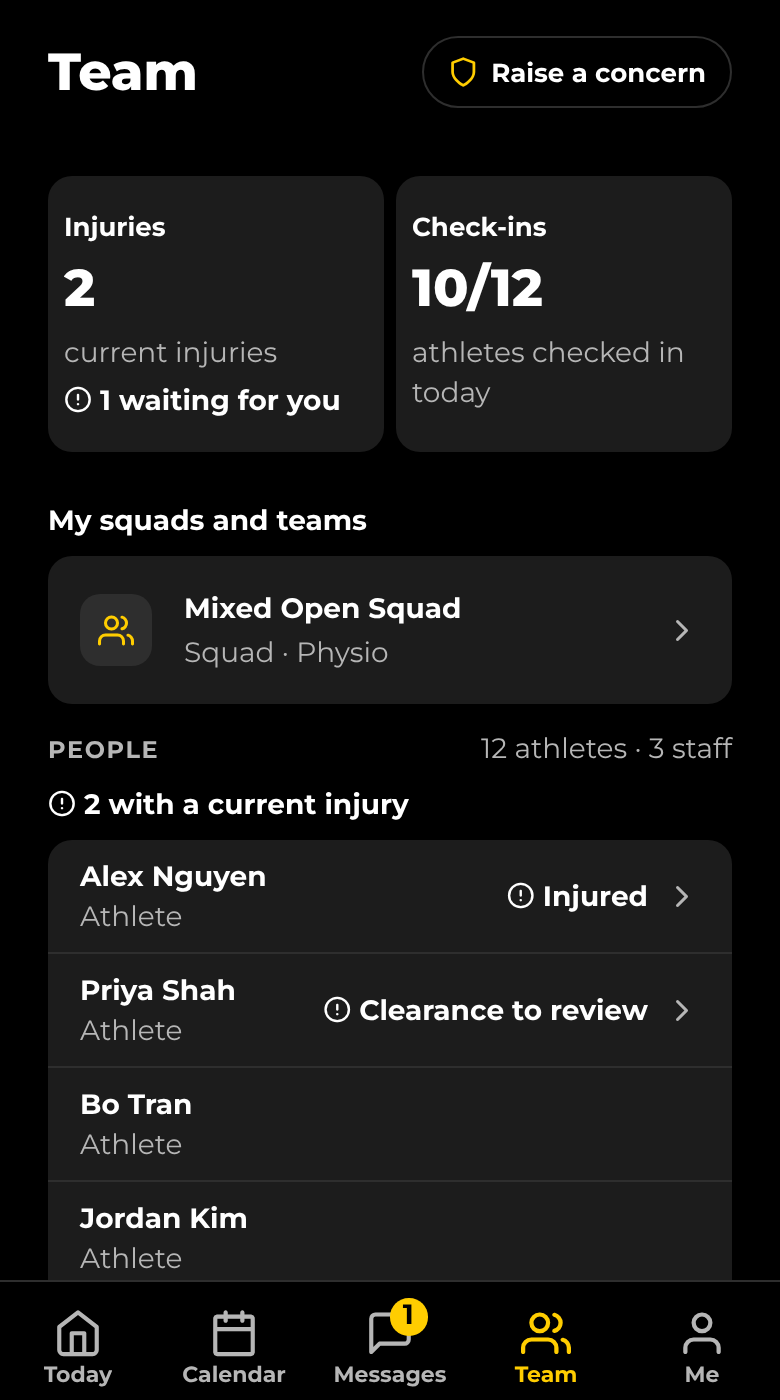 Team
Raise a concern
Injuries
2
current injuries
1 waiting for you
Check-ins
10/12
athletes checked in
today
My squads and teams
Mixed Open Squad
Squad · Physio
PEOPLE
12 athletes · 3 staff
2 with a current injury
Alex Nguyen
Athlete
Injured
Priya Shah
Athlete
Clearance to review
Bo Tran
Athlete
Jordan Kim
Athlete
1
Today
Calendar
Messages
Team
Me